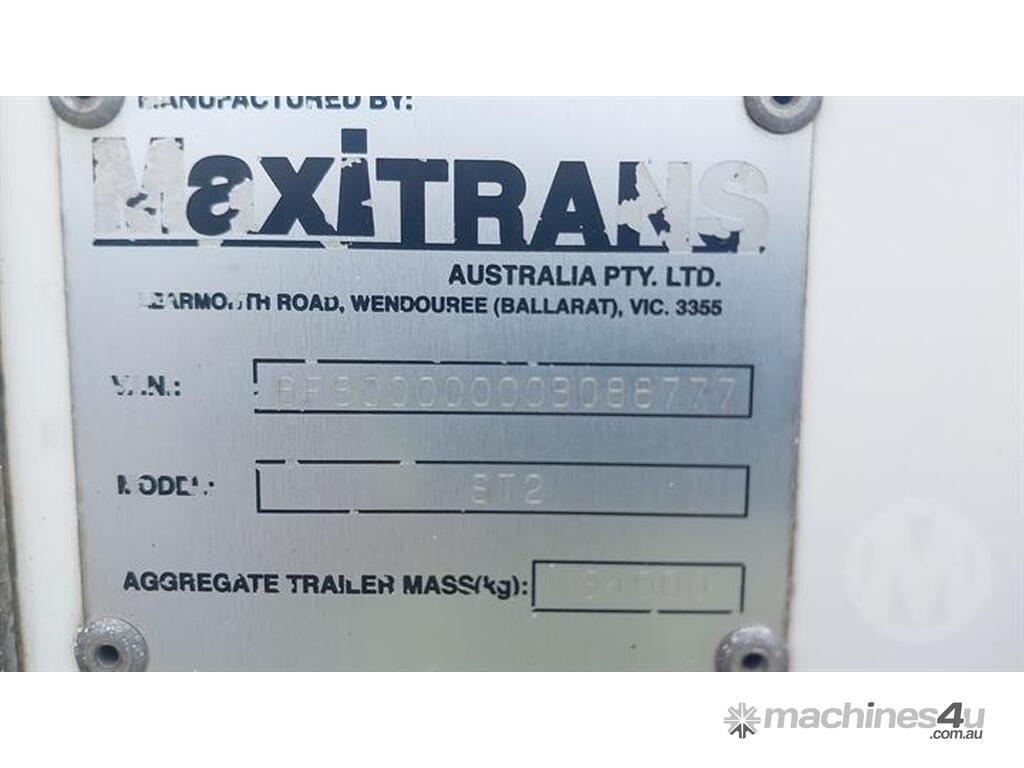 MANUFACTURED BY:
MaxiTRANS
AUSTRALIA PTY. LTD.
LEARMONTH ROAD, WENDOUREE (BALLARAT), VIC. 3355
V.I.N.:
MODEL: ST2
AGGREGATE TRAILER MASS(kg):
M
machines4u
.com.au